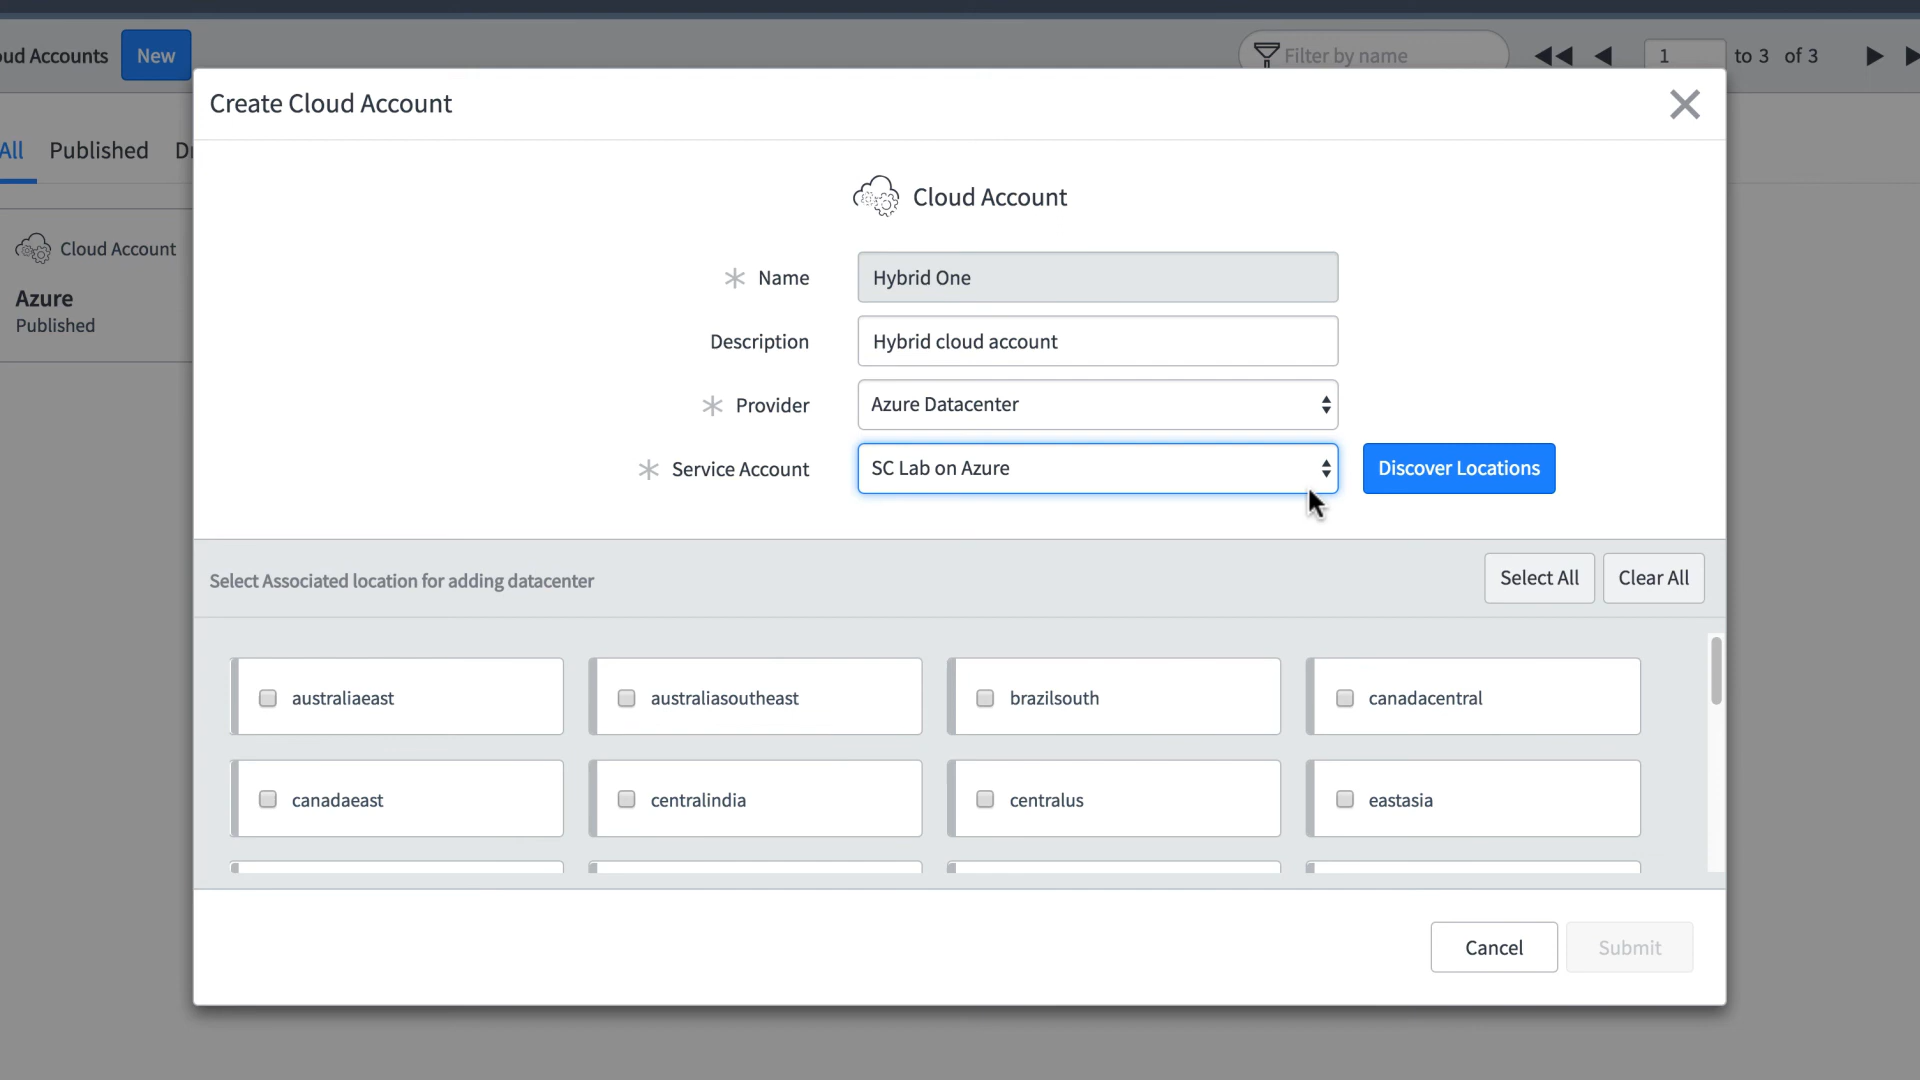 oud Accounts New Filter by name 1 to 3 of 3
Create Cloud Account
All Published
Cloud Account
Cloud Account
Azure
Published
* Name Hybrid One
Description Hybrid cloud account
* Provider Azure Datacenter
* Service Account SC Lab on Azure Discover Locations
Select Associated location for adding datacenter Select All Clear All
australiaeast australiasoutheast brazilsouth canadacentral
canadaeast centralindia centralus eastasia
Cancel Submit